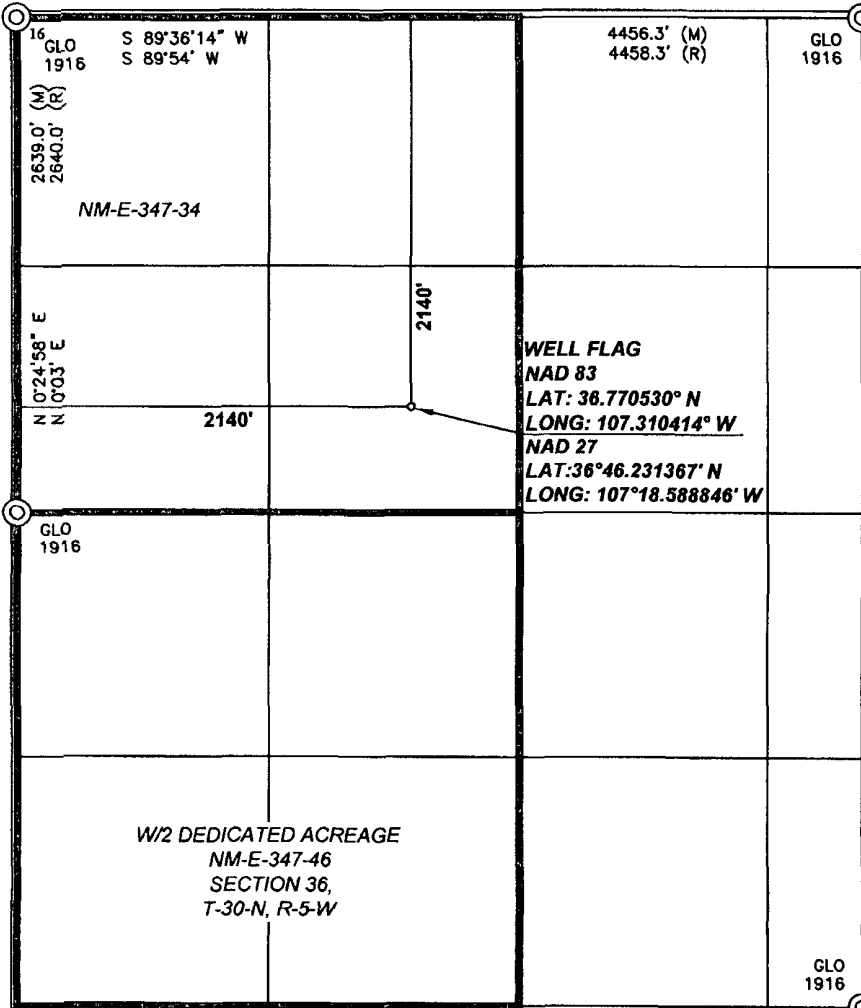 16
GLO
1916
S 89°36'14" W
S 89°54' W
4456.3' (M)
4458.3' (R)
GLO
1916
2639.0' (M)
2640.0' (R)
NM-E-347-34
2140'
N 0°24'58" E
N 0°03' E
2140'
WELL FLAG
NAD 83
LAT: 36.770530° N
LONG: 107.310414° W
NAD 27
LAT:36°46.231367' N
LONG: 107°18.588846' W
GLO
1916
W/2 DEDICATED ACREAGE
NM-E-347-46
SECTION 36,
T-30-N, R-5-W
GLO
1916